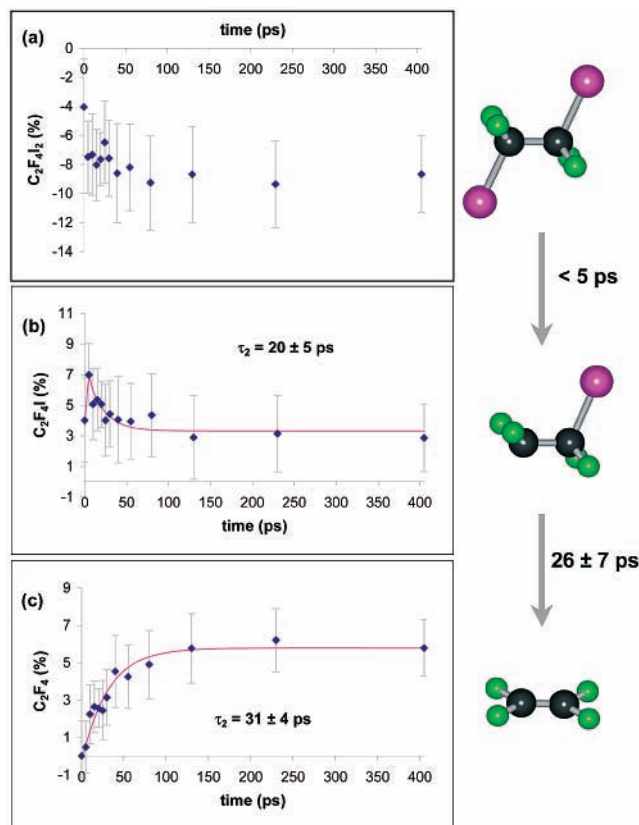 (a)
time (ps)
0 50 100 150 200 250 300 350 400
0
-2
-4
-6
-8
-10
-12
-14
C₂F₄I₂ (%)
< 5 ps
(b)
11
9
7
5
3
1
-1
C₂F₄I (%)
τ₂ = 20 ± 5 ps
0 50 100 150 200 250 300 350 400
time (ps)
26 ± 7 ps
(c)
9
7
5
3
1
-1
C₂F₄ (%)
τ₂ = 31 ± 4 ps
0 50 100 150 200 250 300 350 400
time (ps)